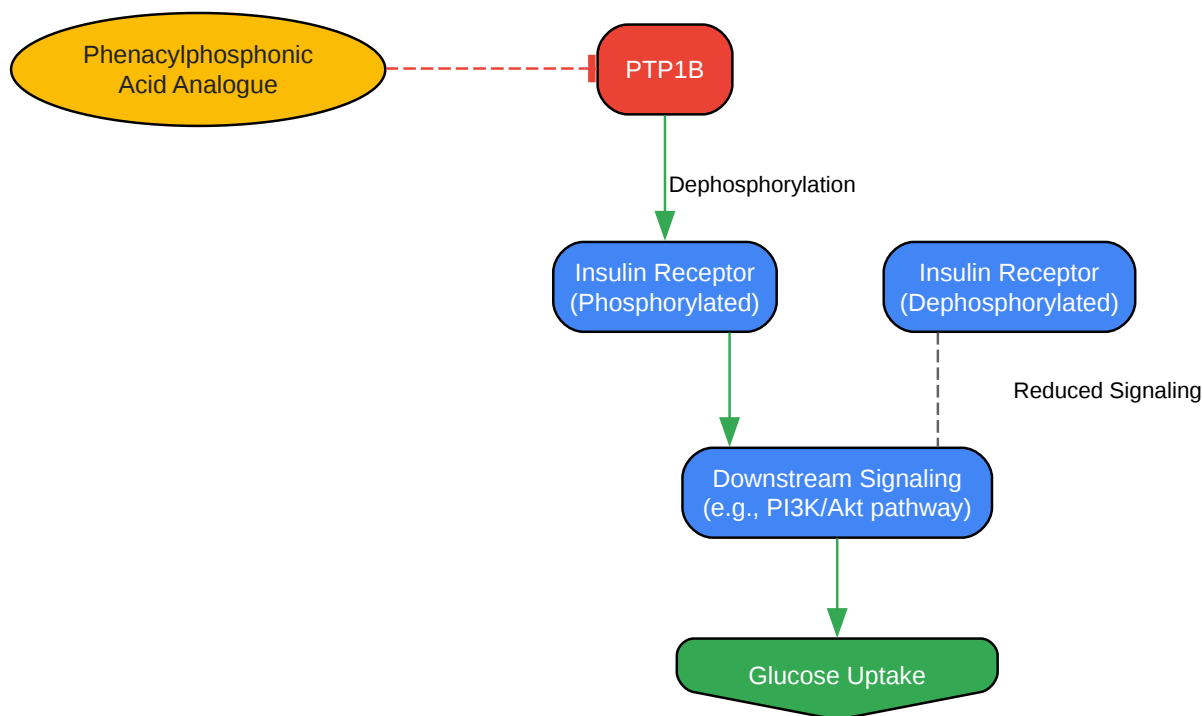 Phenacylphosphonic
Acid Analogue
PTP1B
Dephosphorylation
Insulin Receptor
(Phosphorylated)
Insulin Receptor
(Dephosphorylated)
Reduced Signaling
Downstream Signaling
(e.g., PI3K/Akt pathway)
Glucose Uptake